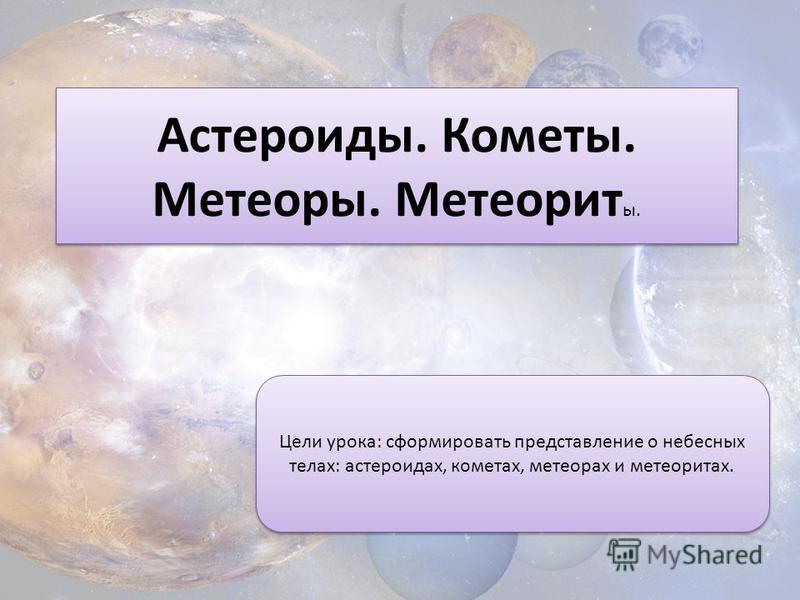 Астероиды. Кометы.
Метеоры. Метеориты.
Цели урока: сформировать представление о небесных
телах: астероидах, кометах, метеорах и метеоритах.
MyShared